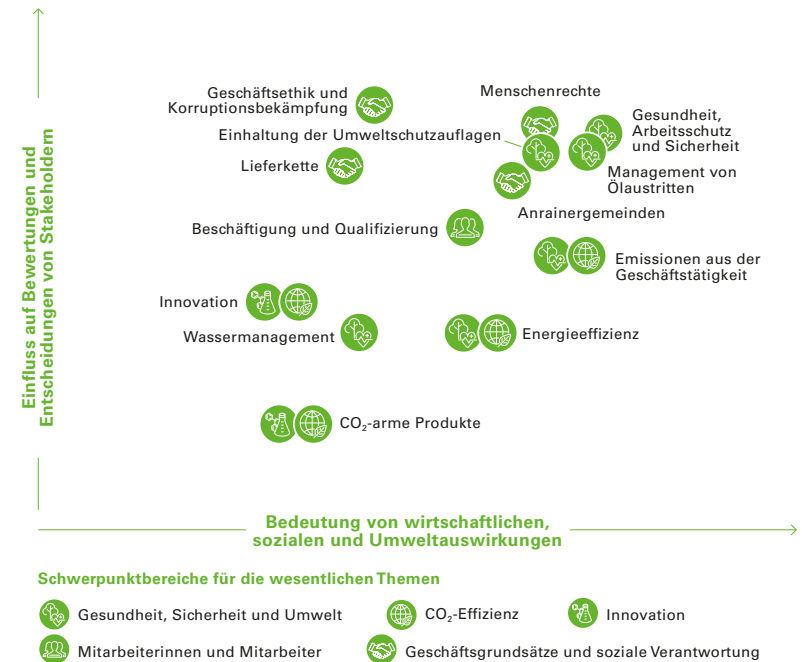 Einfluss auf Bewertungen und
Entscheidungen von Stakeholdern
Geschäftsethik und
Korruptionsbekämpfung
Menschenrechte
Gesundheit,
Arbeitsschutz
und Sicherheit
Einhaltung der Umweltschutzauflagen
Lieferkette
Management von
Ölaustritten
Anrainergemeinden
Beschäftigung und Qualifizierung
Emissionen aus der
Geschäftstätigkeit
Innovation
Wassermanagement
Energieeffizienz
CO₂-arme Produkte
Bedeutung von wirtschaftlichen,
sozialen und Umweltauswirkungen
Schwerpunktbereiche für die wesentlichen Themen
Gesundheit, Sicherheit und Umwelt
CO₂-Effizienz
Innovation
Mitarbeiterinnen und Mitarbeiter
Geschäftsgrundsätze und soziale Verantwortung